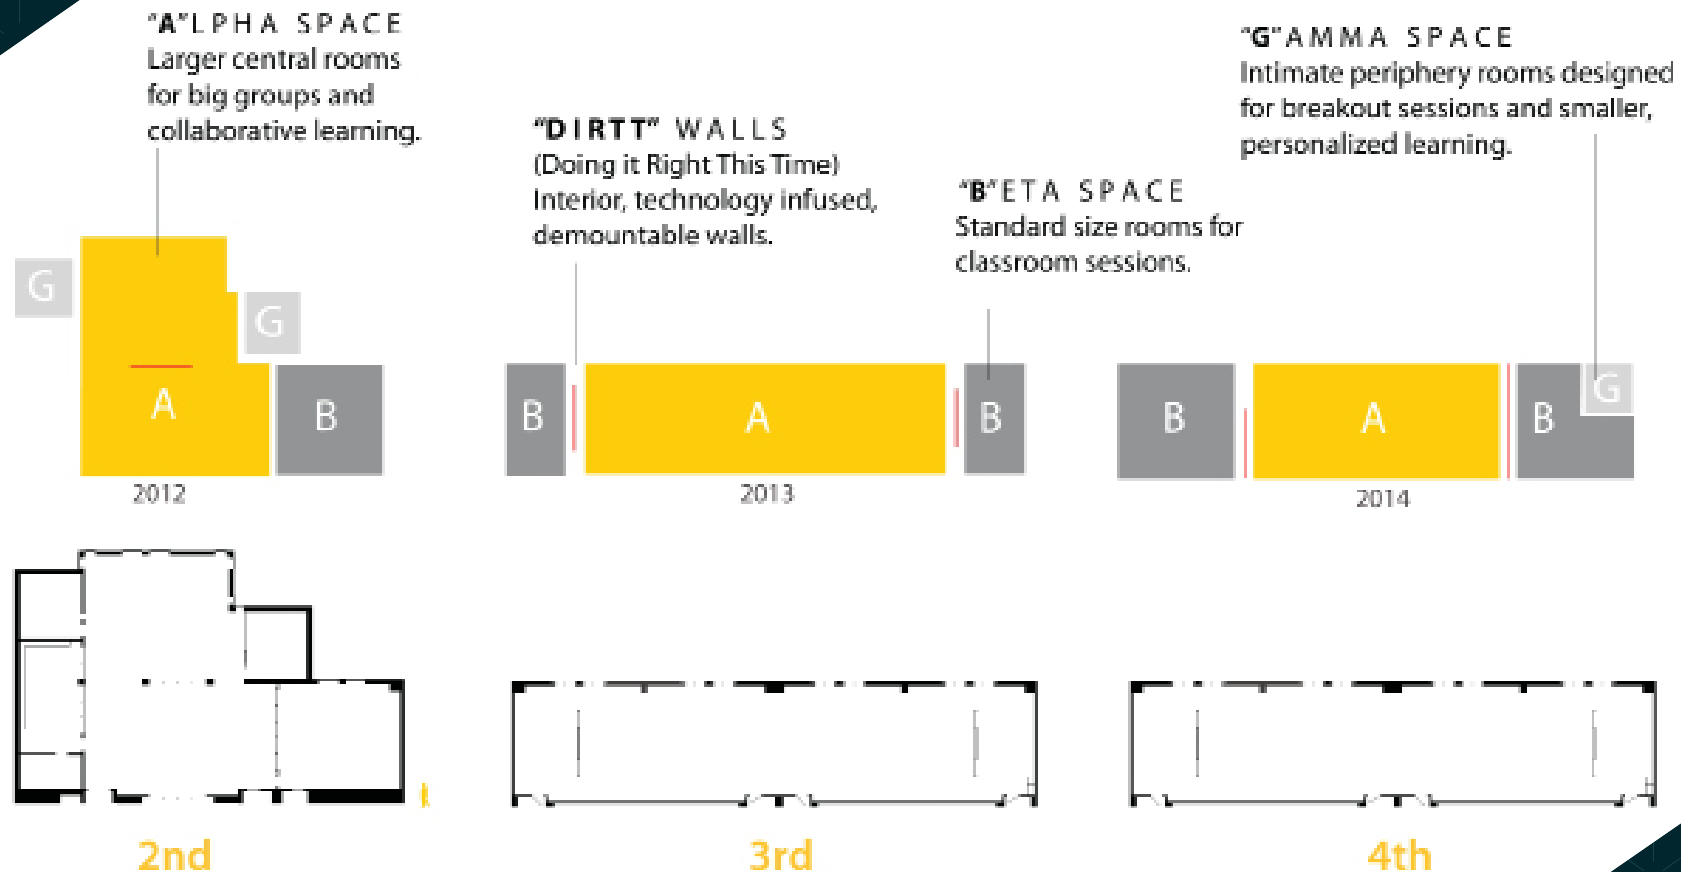 "A"LPHA SPACE
Larger central rooms
for big groups and
collaborative learning.
"DIRTT" WALLS
(Doing it Right This Time)
Interior, technology infused,
demountable walls.
"B"ETA SPACE
Standard size rooms for
classroom sessions.
"G"AMMA SPACE
Intimate periphery rooms designed
for breakout sessions and smaller,
personalized learning.
G
G
A
B
2012
B
A
B
2013
B
A
B
G
2014
2nd
3rd
4th